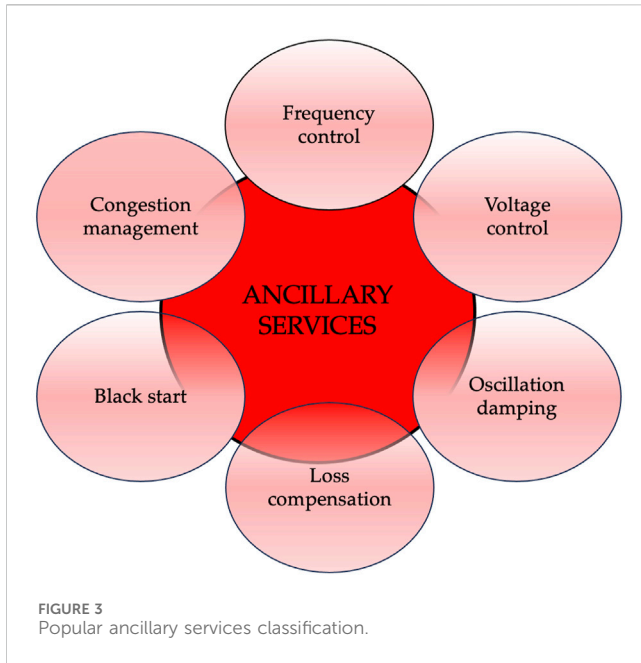 Frequency
control
Congestion
management
Voltage
control
ANCILLARY
SERVICES
Black start
Oscillation
damping
Loss
compensation
FIGURE 3
Popular ancillary services classification.